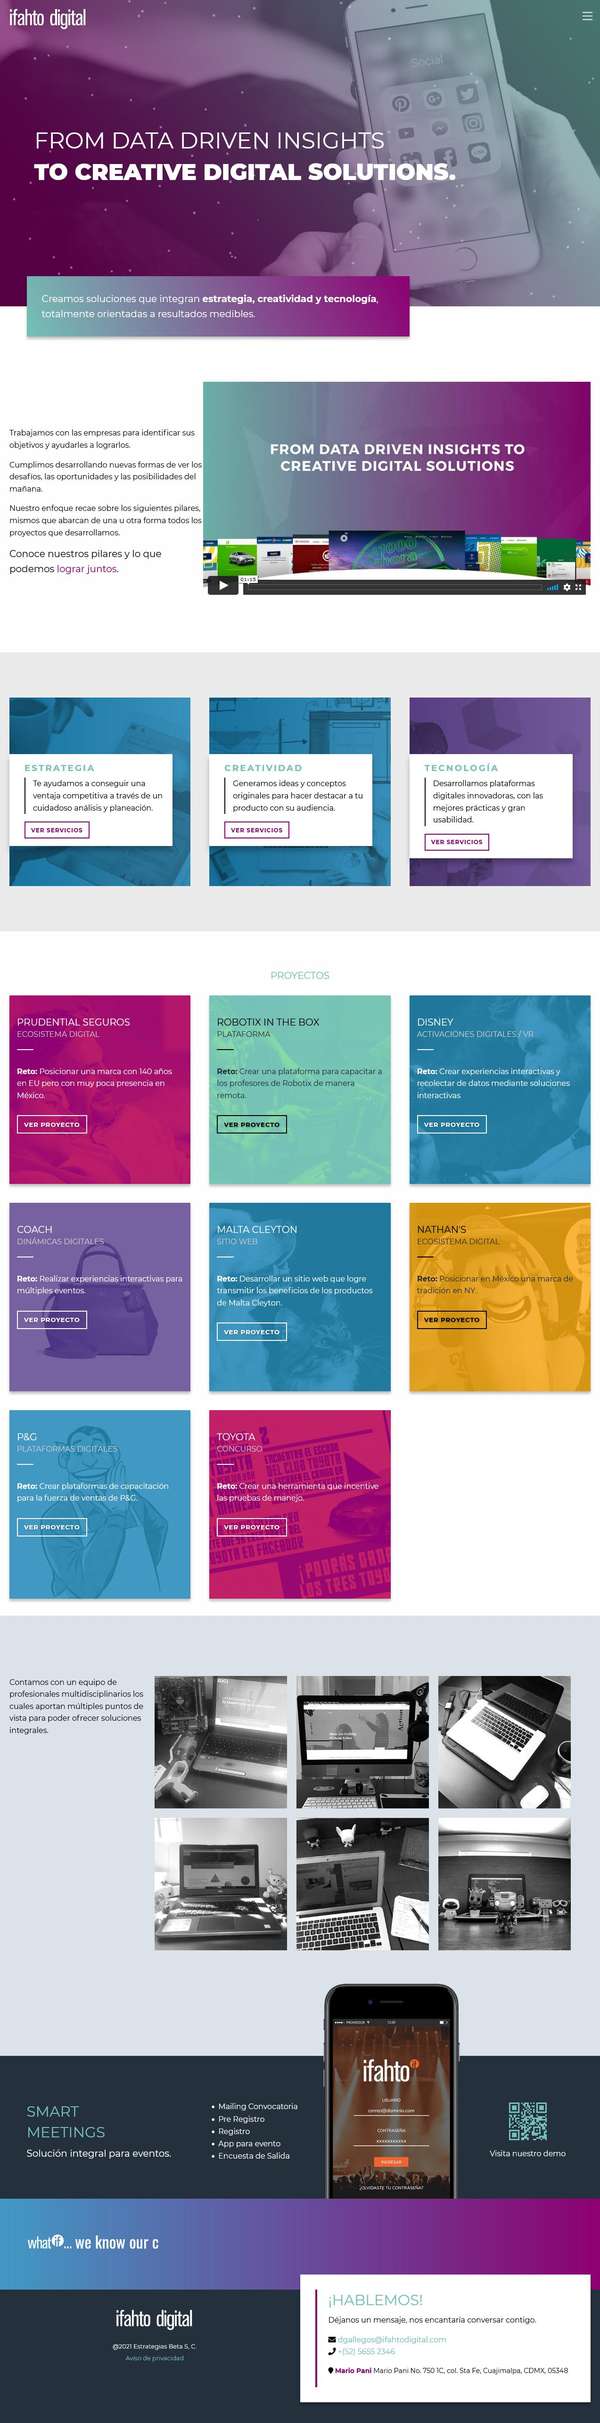 ifahto digital
Social
FROM DATA DRIVEN INSIGHTS
TO CREATIVE DIGITAL SOLUTIONS.
Creamos soluciones que integran estrategia, creatividad y tecnología,
totalmente orientadas a resultados medibles.
Trabajamos con las empresas para identificar sus
objetivos y ayudarles a lograrlos.
Cumplimos desarrollando nuevas formas de ver los
desafíos, las oportunidades y las posibilidades del
mañana.
Nuestro enfoque recae sobre los siguientes pilares,
mismos que abarcan de una u otra forma todos los
proyectos que desarrollamos.
Conoce nuestros pilares y lo que
podemos lograr juntos.
FROM DATA DRIVEN INSIGHTS TO
CREATIVE DIGITAL SOLUTIONS
01:15
ESTRATEGIA
Te ayudamos a conseguir una
ventaja competitiva a través de un
cuidadoso análisis y planeación.
VER SERVICIOS
CREATIVIDAD
Generamos ideas y conceptos
originales para hacer destacar a tu
producto con su audiencia.
VER SERVICIOS
TECNOLOGÍA
Desarrollamos plataformas
digitales innovadoras, con las
mejores prácticas y gran
usabilidad.
VER SERVICIOS
PROYECTOS
PRUDENTIAL SEGUROS
ECOSISTEMA DIGITAL
Reto: Posicionar una marca con 140 años
en EU pero con muy poca presencia en
México.
VER PROYECTO
ROBOTIX IN THE BOX
PLATAFORMA
Reto: Crear una plataforma para capacitar a
los profesores de Robotix de manera
remota.
VER PROYECTO
DISNEY
ACTIVACIONES DIGITALES / VR
Reto: Crear experiencias interactivas y
recolectar de datos mediante soluciones
interactivas
VER PROYECTO
COACH
DINÁMICAS DIGITALES
Reto: Realizar experiencias interactivas para
múltiples eventos.
VER PROYECTO
MALTA CLEYTON
SITIO WEB
Reto: Desarrollar un sitio web que logre
transmitir los beneficios de los productos
de Malta Cleyton.
VER PROYECTO
NATHAN'S
ECOSISTEMA DIGITAL
Reto: Posicionar en México una marca de
tradición en NY.
VER PROYECTO
P&G
PLATAFORMAS DIGITALES
Reto: Crear plataformas de capacitación
para la fuerza de ventas de P&G.
VER PROYECTO
TOYOTA
CONCURSO
Reto: Crear una herramienta que incentive
las pruebas de manejo.
VER PROYECTO
Contamos con un equipo de
profesionales multidisciplinarios los
cuales aportan múltiples puntos de
vista para poder ofrecer soluciones
integrales.
SMART
MEETINGS
Solución integral para eventos.
Mailing Convocatoria
Pre Registro
Registro
App para evento
Encuesta de Salida
ifahto if
USUARIO
correo@dominio.com
CONTRASEÑA
xxxxxxxxxx
INGRESAR
¿OLVIDASTE TU CONTRASEÑA?
Visita nuestro demo
what if... we know our c
ifahto digital
@2021 Estrategias Beta S, C.
Aviso de privacidad
¡HABLEMOS!
Déjanos un mensaje, nos encantaría conversar contigo.
dgallegos@ifahtodigital.com
+(52) 5655 2346
Mario Pani Mario Pani No. 750 1C, col. Sta Fe, Cuajimalpa, CDMX, 05348